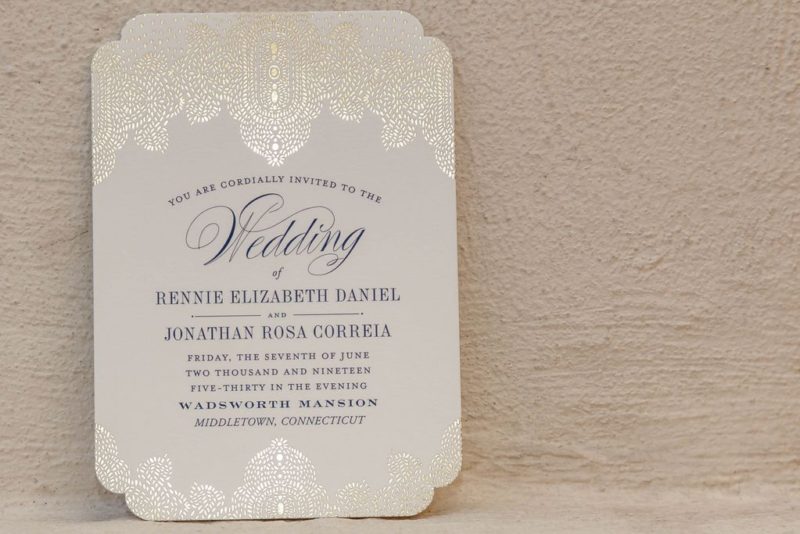 YOU ARE CORDIALLY INVITED TO THE
Wedding
of
RENNIE ELIZABETH DANIEL
AND
JONATHAN ROSA CORREIA
FRIDAY, THE SEVENTH OF JUNE
TWO THOUSAND AND NINETEEN
FIVE-THIRTY IN THE EVENING
WADSWORTH MANSION
MIDDLETOWN, CONNECTICUT